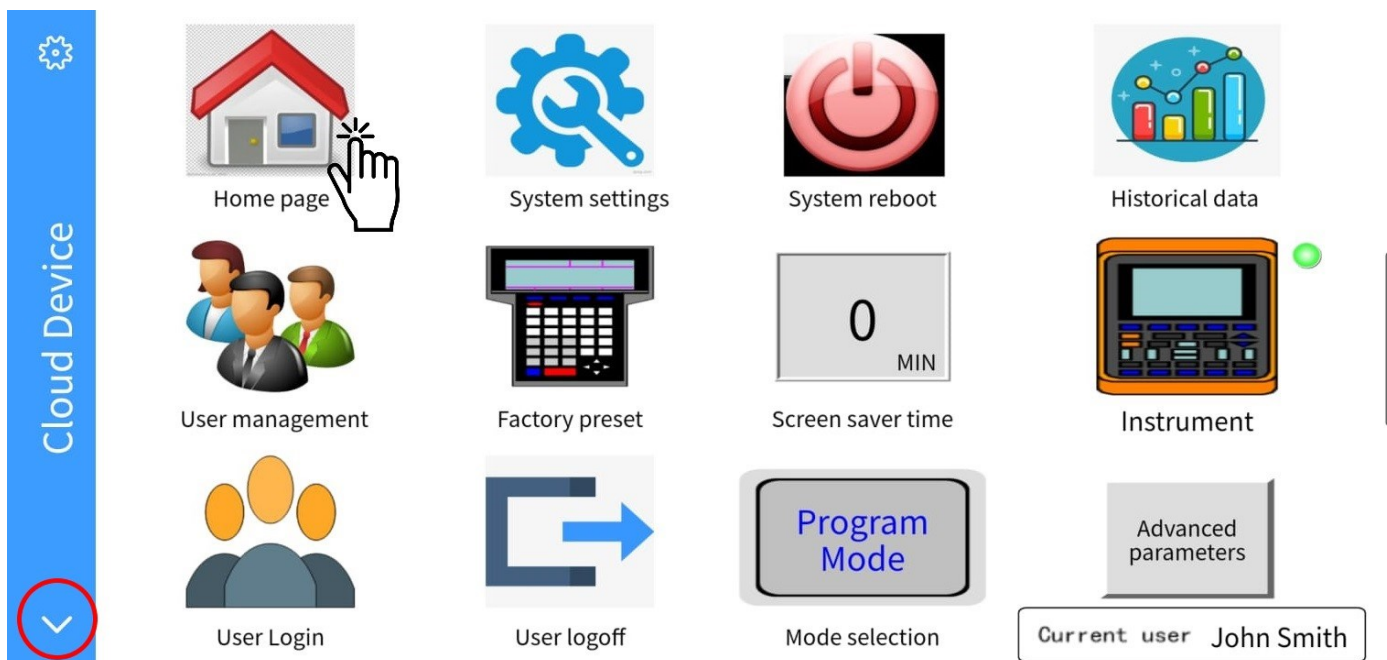 Cloud Device
Home page
System settings
System reboot
Historical data
User management
Factory preset
0
MIN
Screen saver time
Instrument
User Login
User logoff
Program
Mode
Mode selection
Advanced
parameters
Current user John Smith